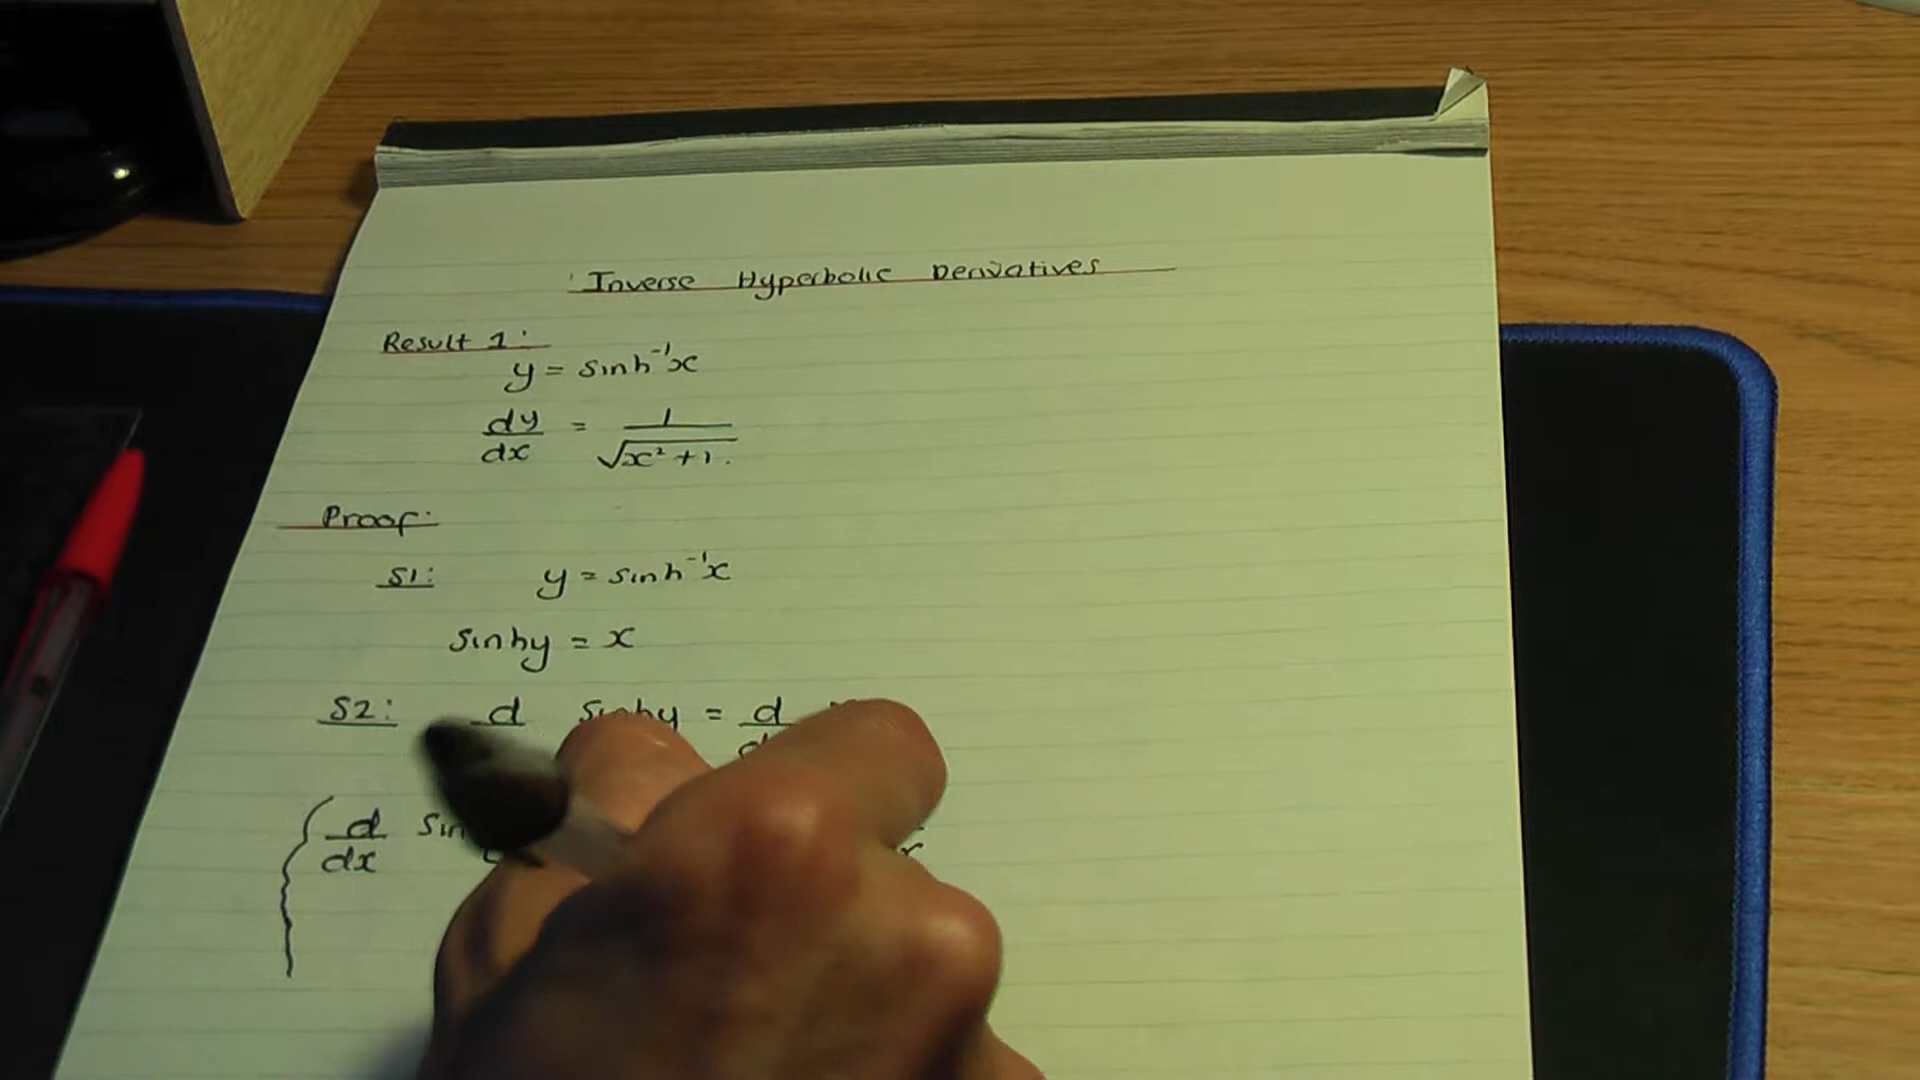 Inverse Hyperbolic Derivatives
Result 1:
y = sinh⁻¹x
dy/dx = 1/√(x² + 1).
Proof:
S1: y = sinh⁻¹x
sinhy = x
S2: d sinhy = d
d/dx